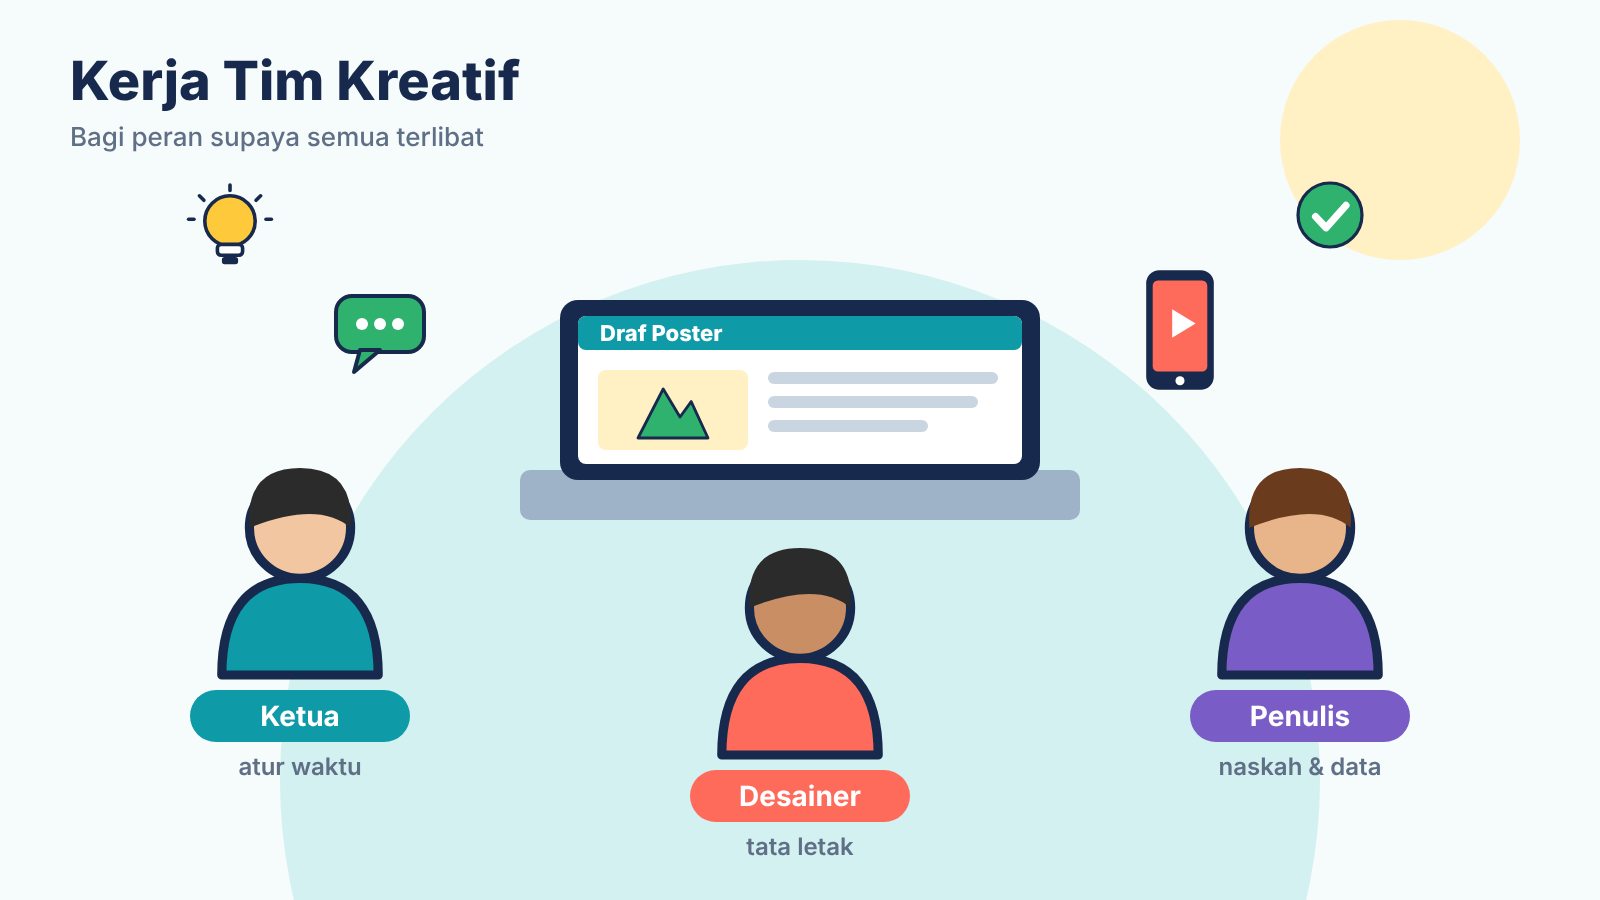 Kerja Tim Kreatif
Bagi peran supaya semua terlibat
Draf Poster
Ketua
atur waktu
Desainer
tata letak
Penulis
naskah & data